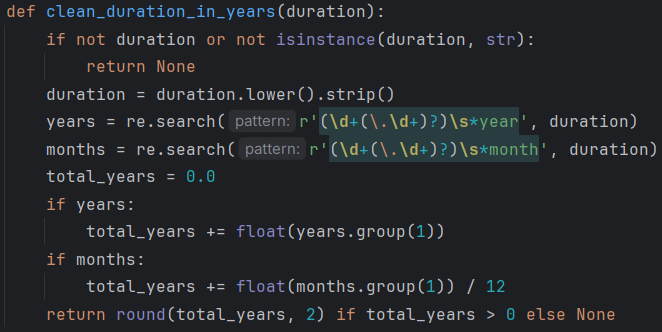 def clean_duration_in_years(duration):
    if not duration or not isinstance(duration, str):
        return None
    duration = duration.lower().strip()
    years = re.search( pattern: r'(\d+(\.\d+)?)\s*year', duration)
    months = re.search( pattern: r'(\d+(\.\d+)?)\s*month', duration)
    total_years = 0.0
    if years:
        total_years += float(years.group(1))
    if months:
        total_years += float(months.group(1)) / 12
    return round(total_years, 2) if total_years > 0 else None